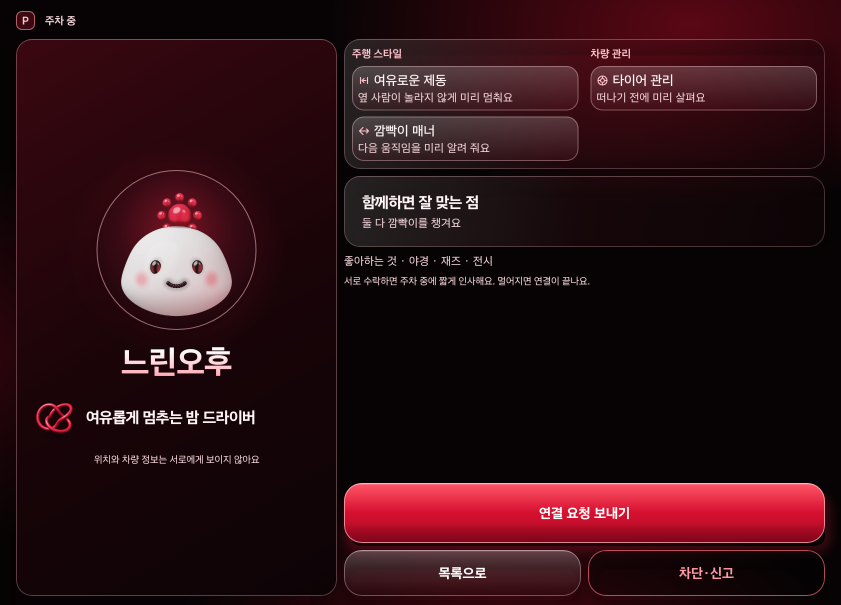 P 주차 중
느린오후
여유롭게 멈추는 밤 드라이버
위치와 차량 정보는 서로에게 보이지 않아요
주행 스타일
여유로운 제동
옆 사람이 놀라지 않게 미리 멈춰요
깜빡이 매너
다음 움직임을 미리 알려 줘요
차량 관리
타이어 관리
떠나기 전에 미리 살펴요
함께하면 잘 맞는 점
둘 다 깜빡이를 챙겨요
좋아하는 것 · 야경 · 재즈 · 전시
서로 수락하면 주차 중에 짧게 인사해요. 멀어지면 연결이 끝나요.
연결 요청 보내기
목록으로
차단·신고